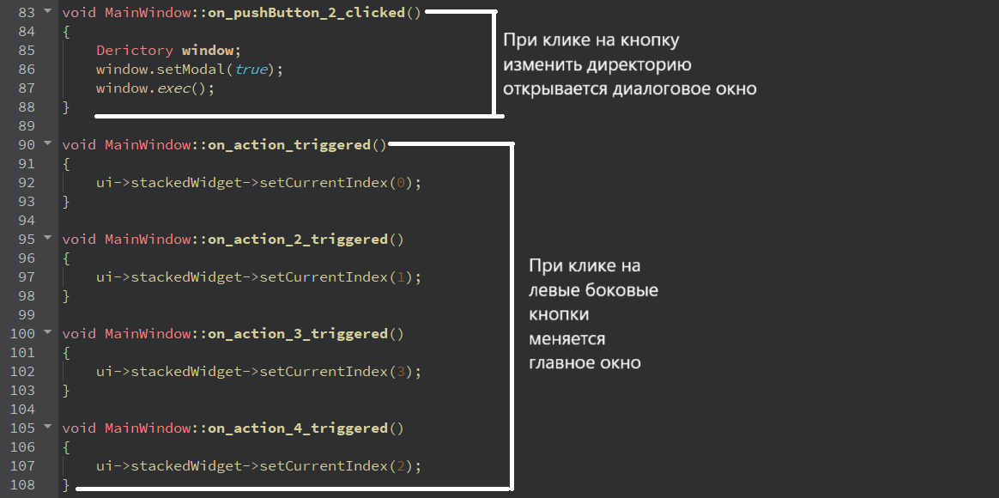 83 void MainWindow::on_pushButton_2_clicked()
84 {
85 Derictory window;
86 window.setModal(true);
87 window.exec();
88 }
89
При клике на кнопку
изменить директорию
открывается диалоговое окно
90 void MainWindow::on_action_triggered()
91 {
92 ui->stackedWidget->setCurrentIndex(0);
93 }
94
95 void MainWindow::on_action_2_triggered()
96 {
97 ui->stackedWidget->setCurrentIndex(1);
98 }
99
100 void MainWindow::on_action_3_triggered()
101 {
102 ui->stackedWidget->setCurrentIndex(3);
103 }
104
105 void MainWindow::on_action_4_triggered()
106 {
107 ui->stackedWidget->setCurrentIndex(2);
108 }
При клике на
левые боковые
кнопки
меняется
главное окно